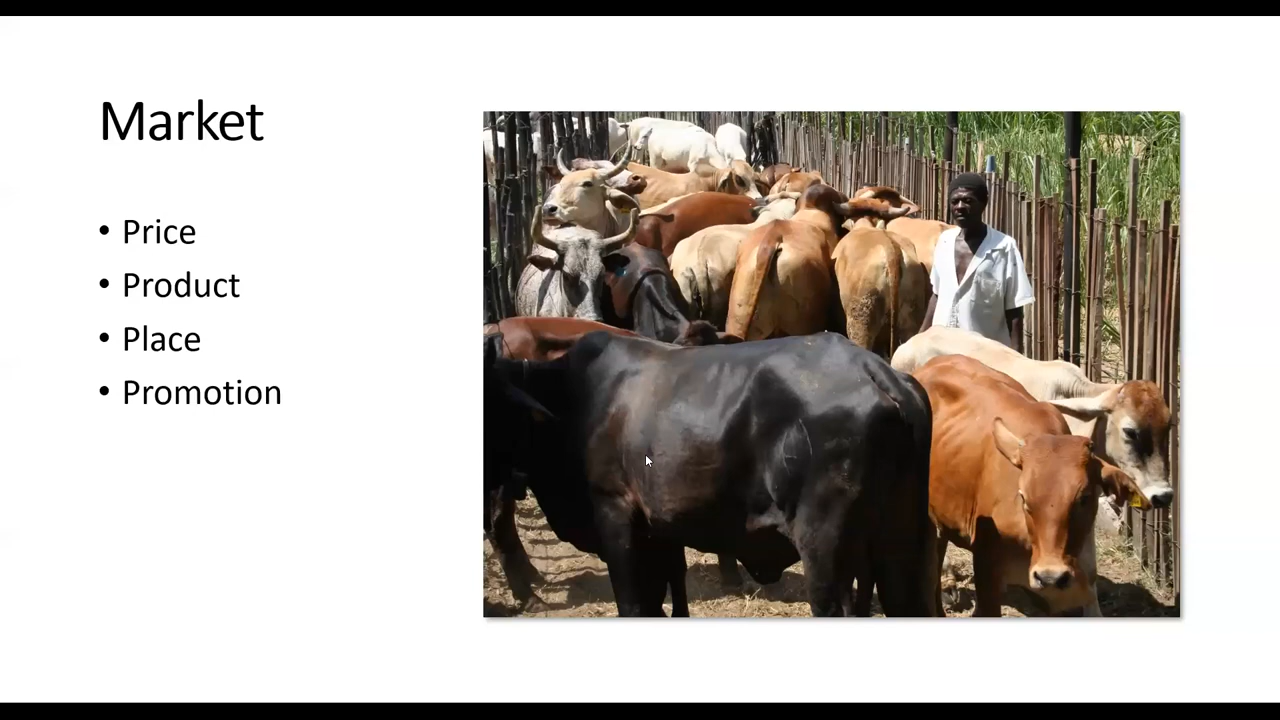 Market
• Price
• Product
• Place
• Promotion